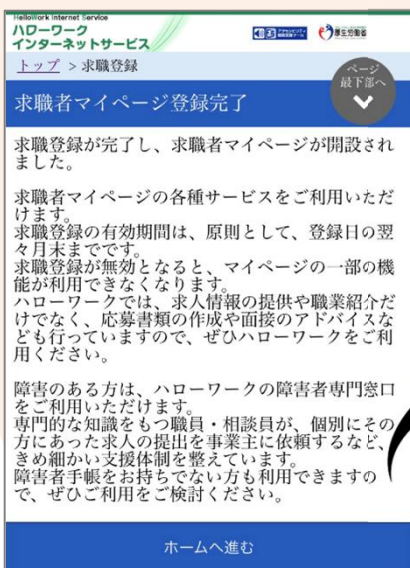 HelloWork Internet Service
ハローワーク
インターネットサービス
厚生労働省
トップ > 求職登録
ページ
最下部へ
求職者マイページ登録完了
求職登録が完了し、求職者マイページが開設され
ました。
求職者マイページの各種サービスをご利用いただ
けます。
求職登録の有効期間は、原則として、登録日の翌
々月末までです。
求職登録が無効となると、マイページの一部の機
能が利用できなくなります。
ハローワークでは、求人情報の提供や職業紹介だ
けでなく、応募書類の作成や面接のアドバイスな
ども行っていますので、ぜひハローワークをご利
用ください。
障害のある方は、ハローワークの障害者専門窓口
をご利用いただけます。
専門的な知識をもつ職員・相談員が、個別にその
方にあった求人の提出を事業主に依頼するなど、
きめ細かい支援体制を整えています。
障害者手帳をお持ちでない方も利用できますの
で、ぜひご利用をご検討ください。
ホームへ進む